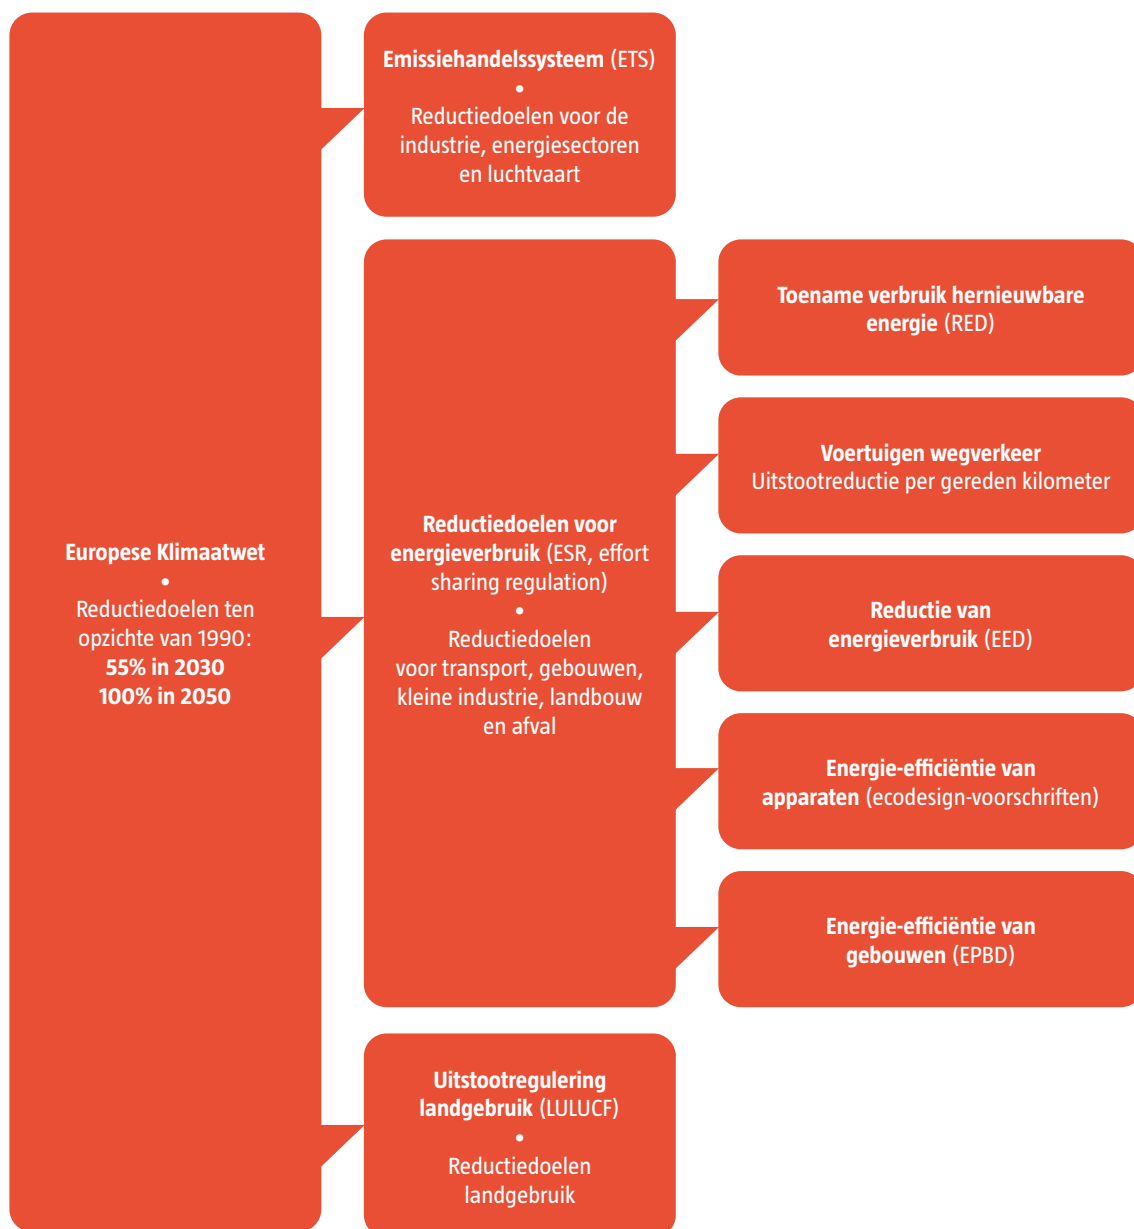 Europese Klimaatwet
•
Reductiedoelen ten
opzichte van 1990:
55% in 2030
100% in 2050
Emissiehandelssysteem (ETS)
•
Reductiedoelen voor de
industrie, energiesectoren
en luchtvaart
Reductiedoelen voor
energieverbruik (ESR, effort
sharing regulation)
•
Reductiedoelen
voor transport, gebouwen,
kleine industrie, landbouw
en afval
Toename verbruik hernieuwbare
energie (RED)
Voertuigen wegverkeer
Uitstootreductie per gereden kilometer
Reductie van
energieverbruik (EED)
Energie-efficiëntie van
apparaten (ecodesign-voorschriften)
Energie-efficiëntie van
gebouwen (EPBD)
Uitstootregulering
landgebruik (LULUCF)
•
Reductiedoelen
landgebruik